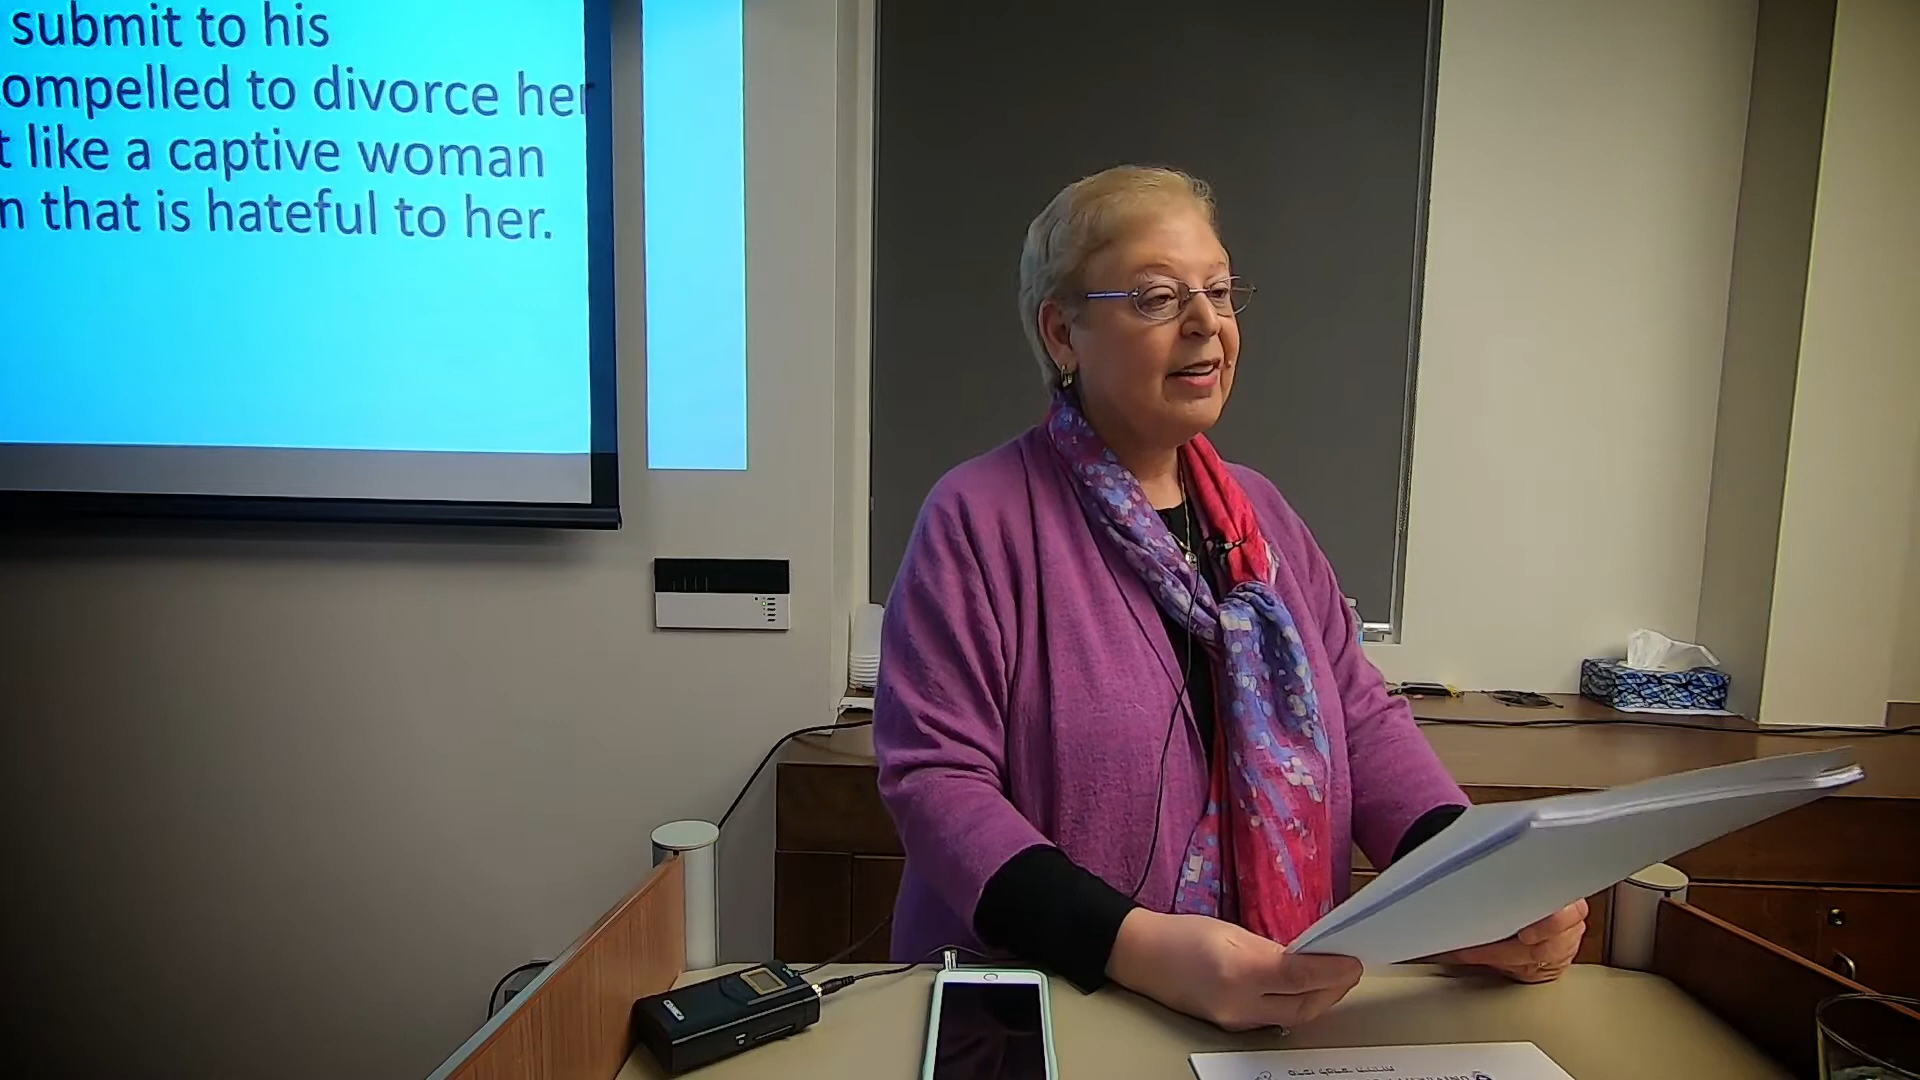 submit to his
ompelled to divorce her
t like a captive woman
n that is hateful to her.